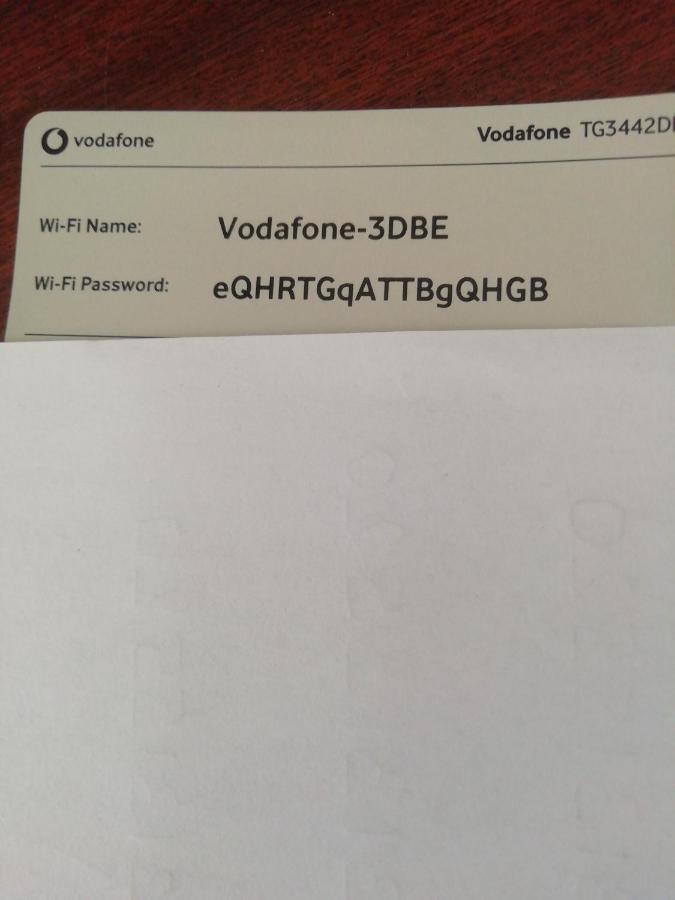 vodafone
Vodafone TG3442D
Wi-Fi Name: Vodafone-3DBE
Wi-Fi Password: eQHRTGqATTBgQHGB